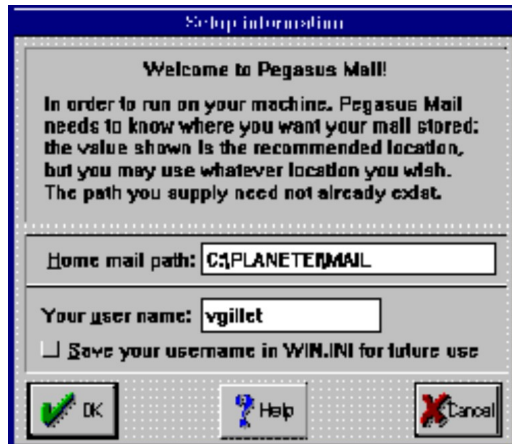 Setup information
Welcome to Pegasus Mail!
In order to run on your machine. Pegasus Mail
needs to know where you want your mail stored:
the value shown is the recommended location,
but you may use whatever location you wish.
The path you supply need not already exist.
Home mail path: C:\PLANETE\MAIL
Your user name: vgillet
Save your username in WIN.INI for future use
OK Help Cancel